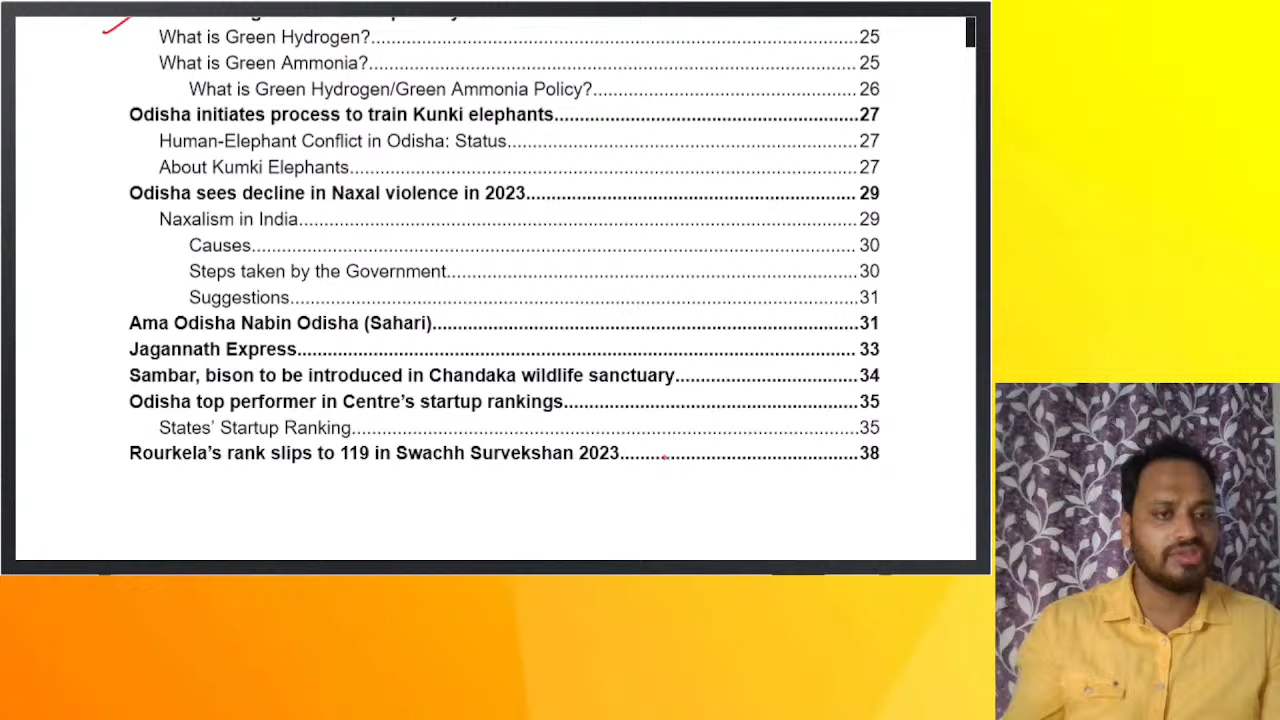 What is Green Hydrogen?........25
What is Green Ammonia?........25
What is Green Hydrogen/Green Ammonia Policy?........26
Odisha initiates process to train Kunki elephants........27
Human-Elephant Conflict in Odisha: Status........27
About Kumki Elephants........27
Odisha sees decline in Naxal violence in 2023........29
Naxalism in India........29
Causes........30
Steps taken by the Government........30
Suggestions........31
Ama Odisha Nabin Odisha (Sahari)........31
Jagannath Express........33
Sambar, bison to be introduced in Chandaka wildlife sanctuary........34
Odisha top performer in Centre’s startup rankings........35
States’ Startup Ranking........35
Rourkela’s rank slips to 119 in Swachh Survekshan 2023........38